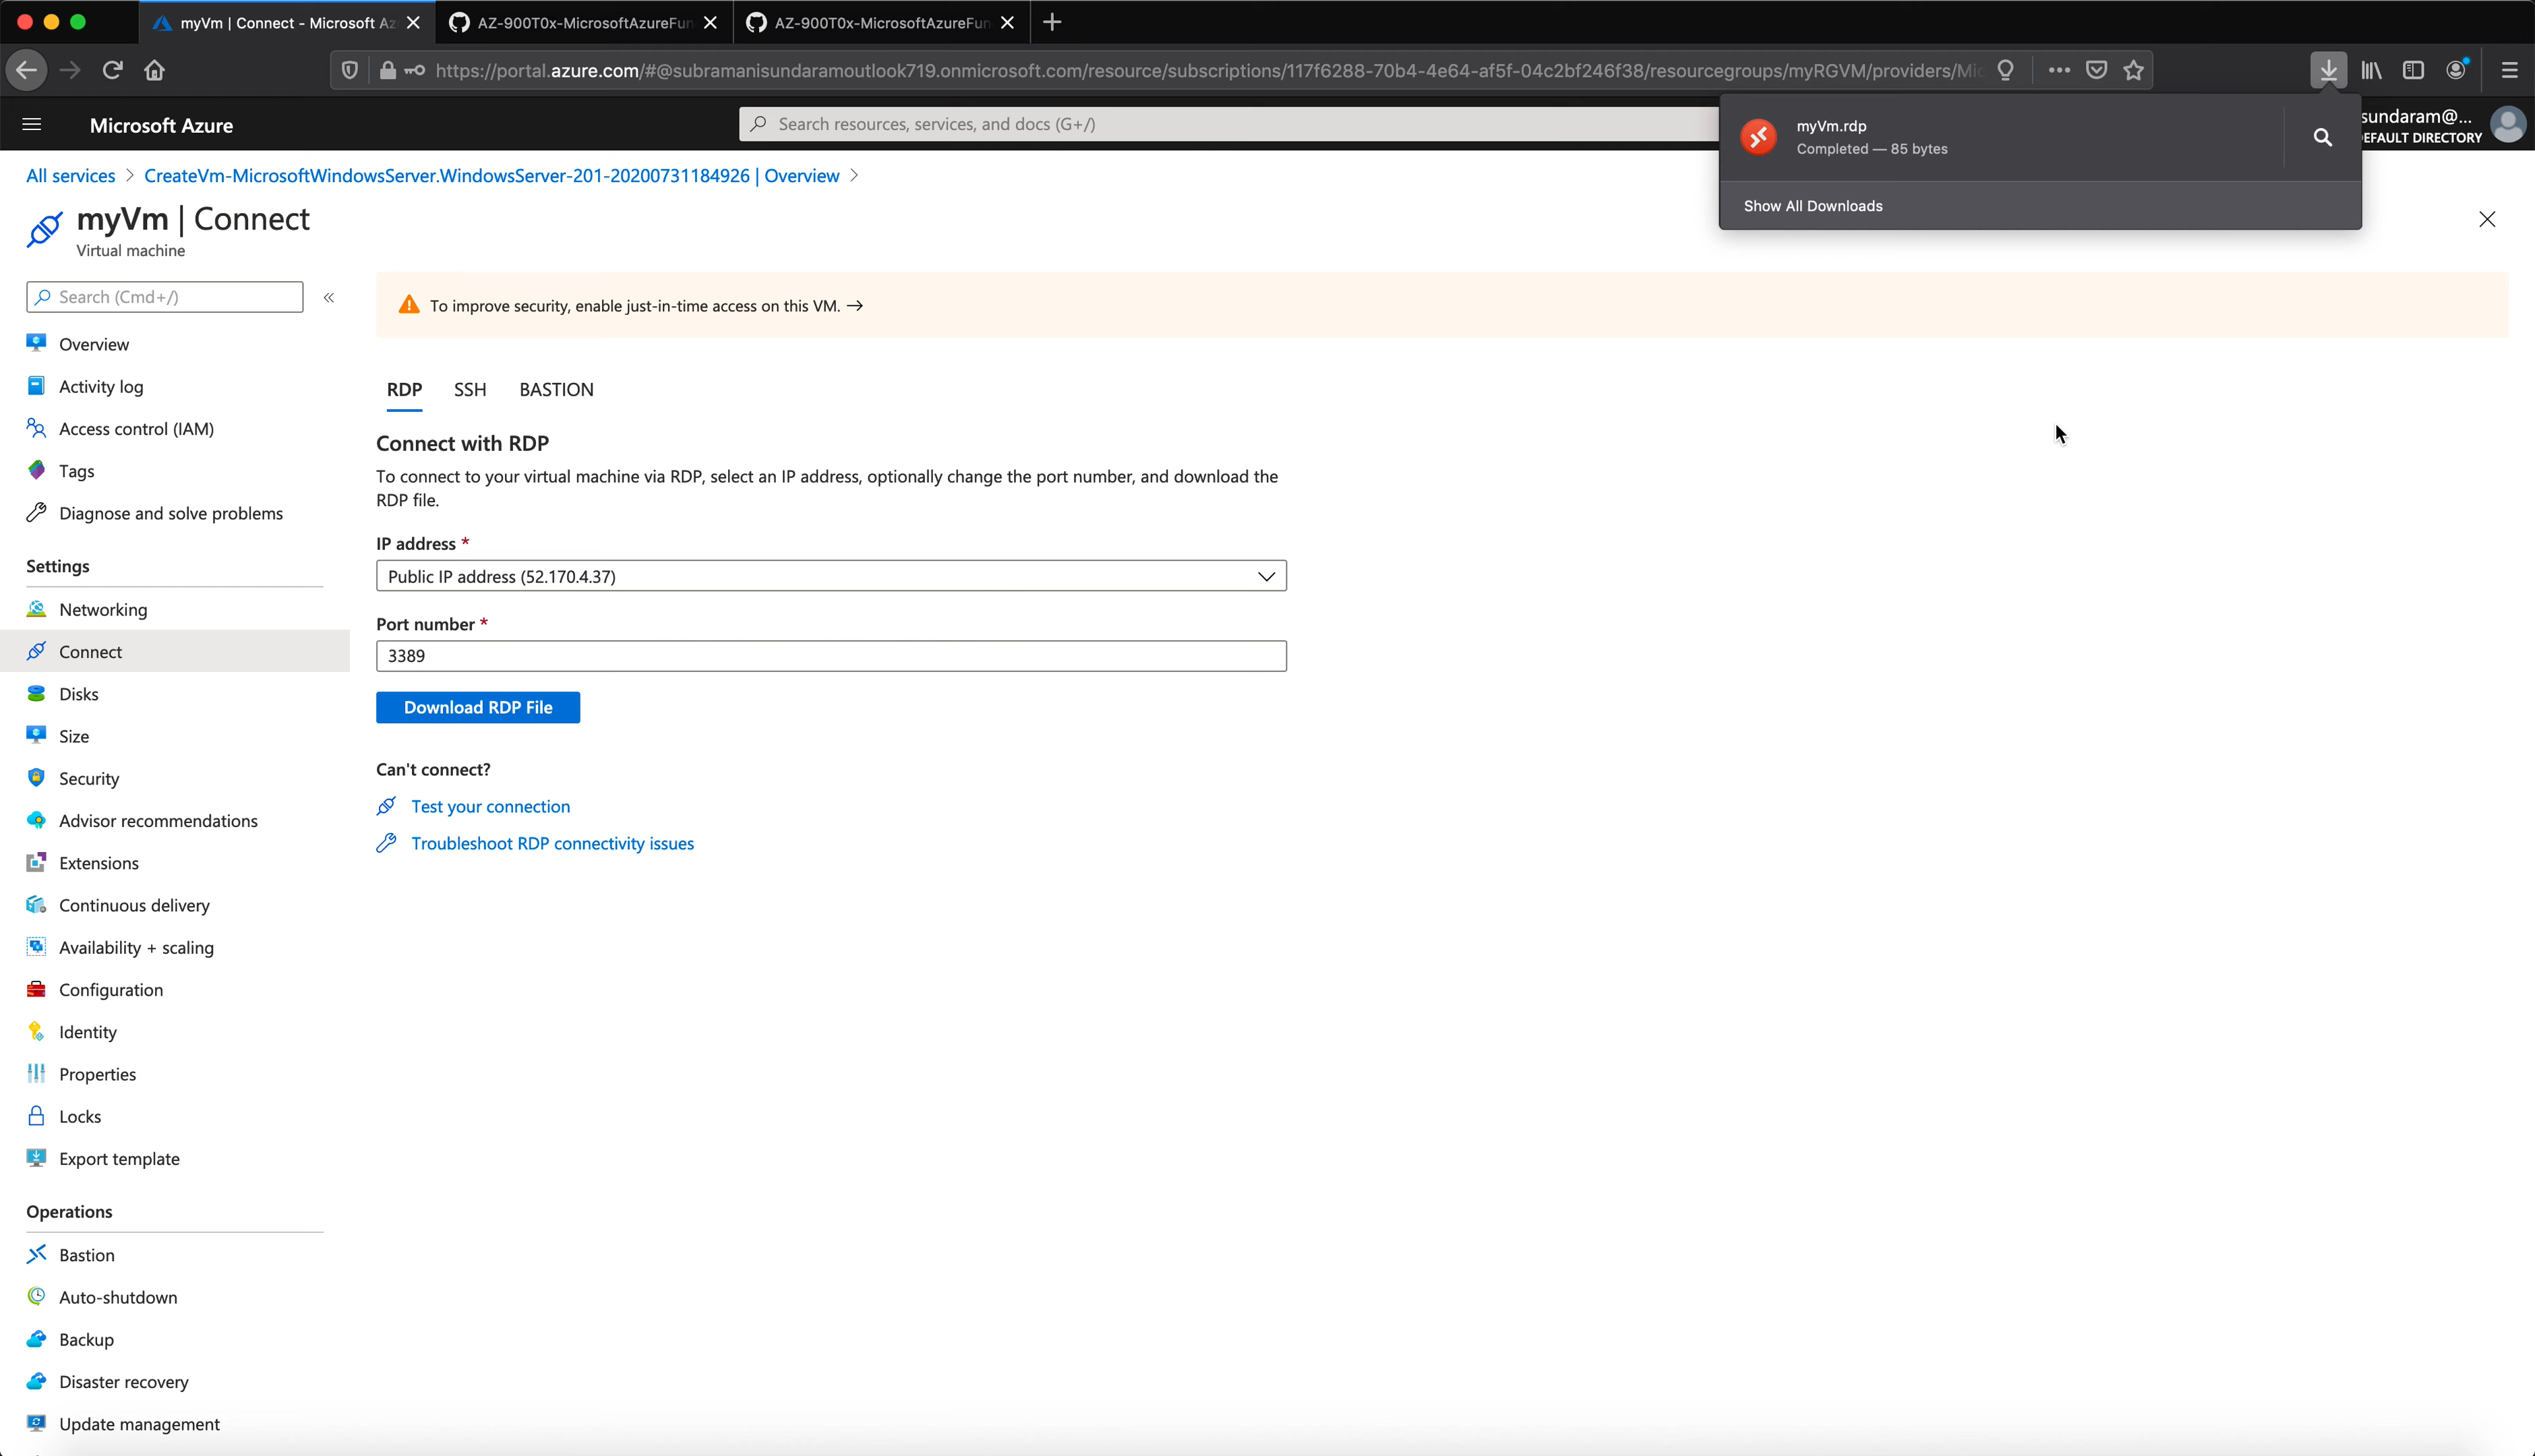 myVm | Connect - Microsoft Az
AZ-900T0x-MicrosoftAzureFun
AZ-900T0x-MicrosoftAzureFun
https://portal.azure.com/#@subramanisundaramoutlook719.onmicrosoft.com/resource/subscriptions/117f6288-70b4-4e64-af5f-04c2bf246f38/resourcegroups/myRGVM/providers/Mic
Microsoft Azure
Search resources, services, and docs (G+/)
sundaram@...
EFAULT DIRECTORY
myVm.rdp
Completed — 85 bytes
Show All Downloads
All services > CreateVm-MicrosoftWindowsServer.WindowsServer-201-20200731184926 | Overview >
myVm | Connect
Virtual machine
Search (Cmd+/)
«
Overview
Activity log
Access control (IAM)
Tags
Diagnose and solve problems
Settings
Networking
Connect
Disks
Size
Security
Advisor recommendations
Extensions
Continuous delivery
Availability + scaling
Configuration
Identity
Properties
Locks
Export template
Operations
Bastion
Auto-shutdown
Backup
Disaster recovery
Update management
To improve security, enable just-in-time access on this VM. →
RDP SSH BASTION
Connect with RDP
To connect to your virtual machine via RDP, select an IP address, optionally change the port number, and download the
RDP file.
IP address *
Public IP address (52.170.4.37)
Port number *
3389
Download RDP File
Can't connect?
Test your connection
Troubleshoot RDP connectivity issues